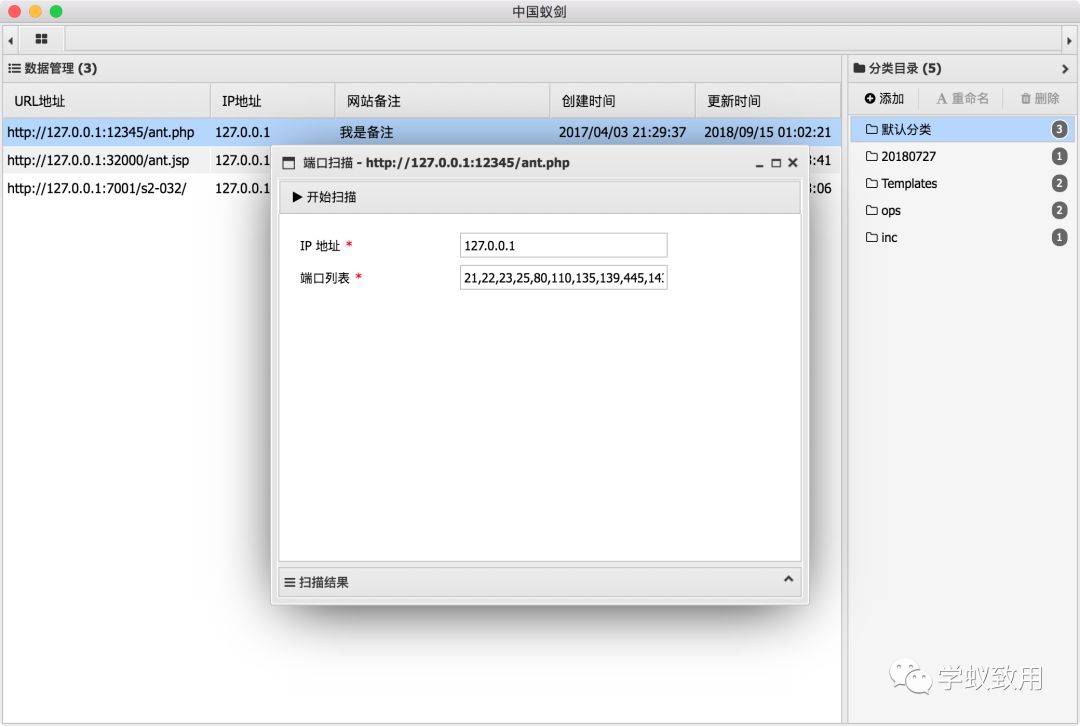 中国蚁剑
数据管理 (3)
URL地址 IP地址 网站备注 创建时间 更新时间
http://127.0.0.1:12345/ant.php 127.0.0.1 我是备注 2017/04/03 21:29:37 2018/09/15 01:02:21
http://127.0.0.1:32000/ant.jsp 127.0.0.1 :41
http://127.0.0.1:7001/s2-032/ 127.0.0.1 :06
端口扫描 - http://127.0.0.1:12345/ant.php
开始扫描
IP 地址 * 127.0.0.1
端口列表 * 21,22,23,25,80,110,135,139,445,14
扫描结果
分类目录 (5)
添加 A 重命名 删除
默认分类 3
20180727 1
Templates 2
ops 2
inc 1
学蚁致用